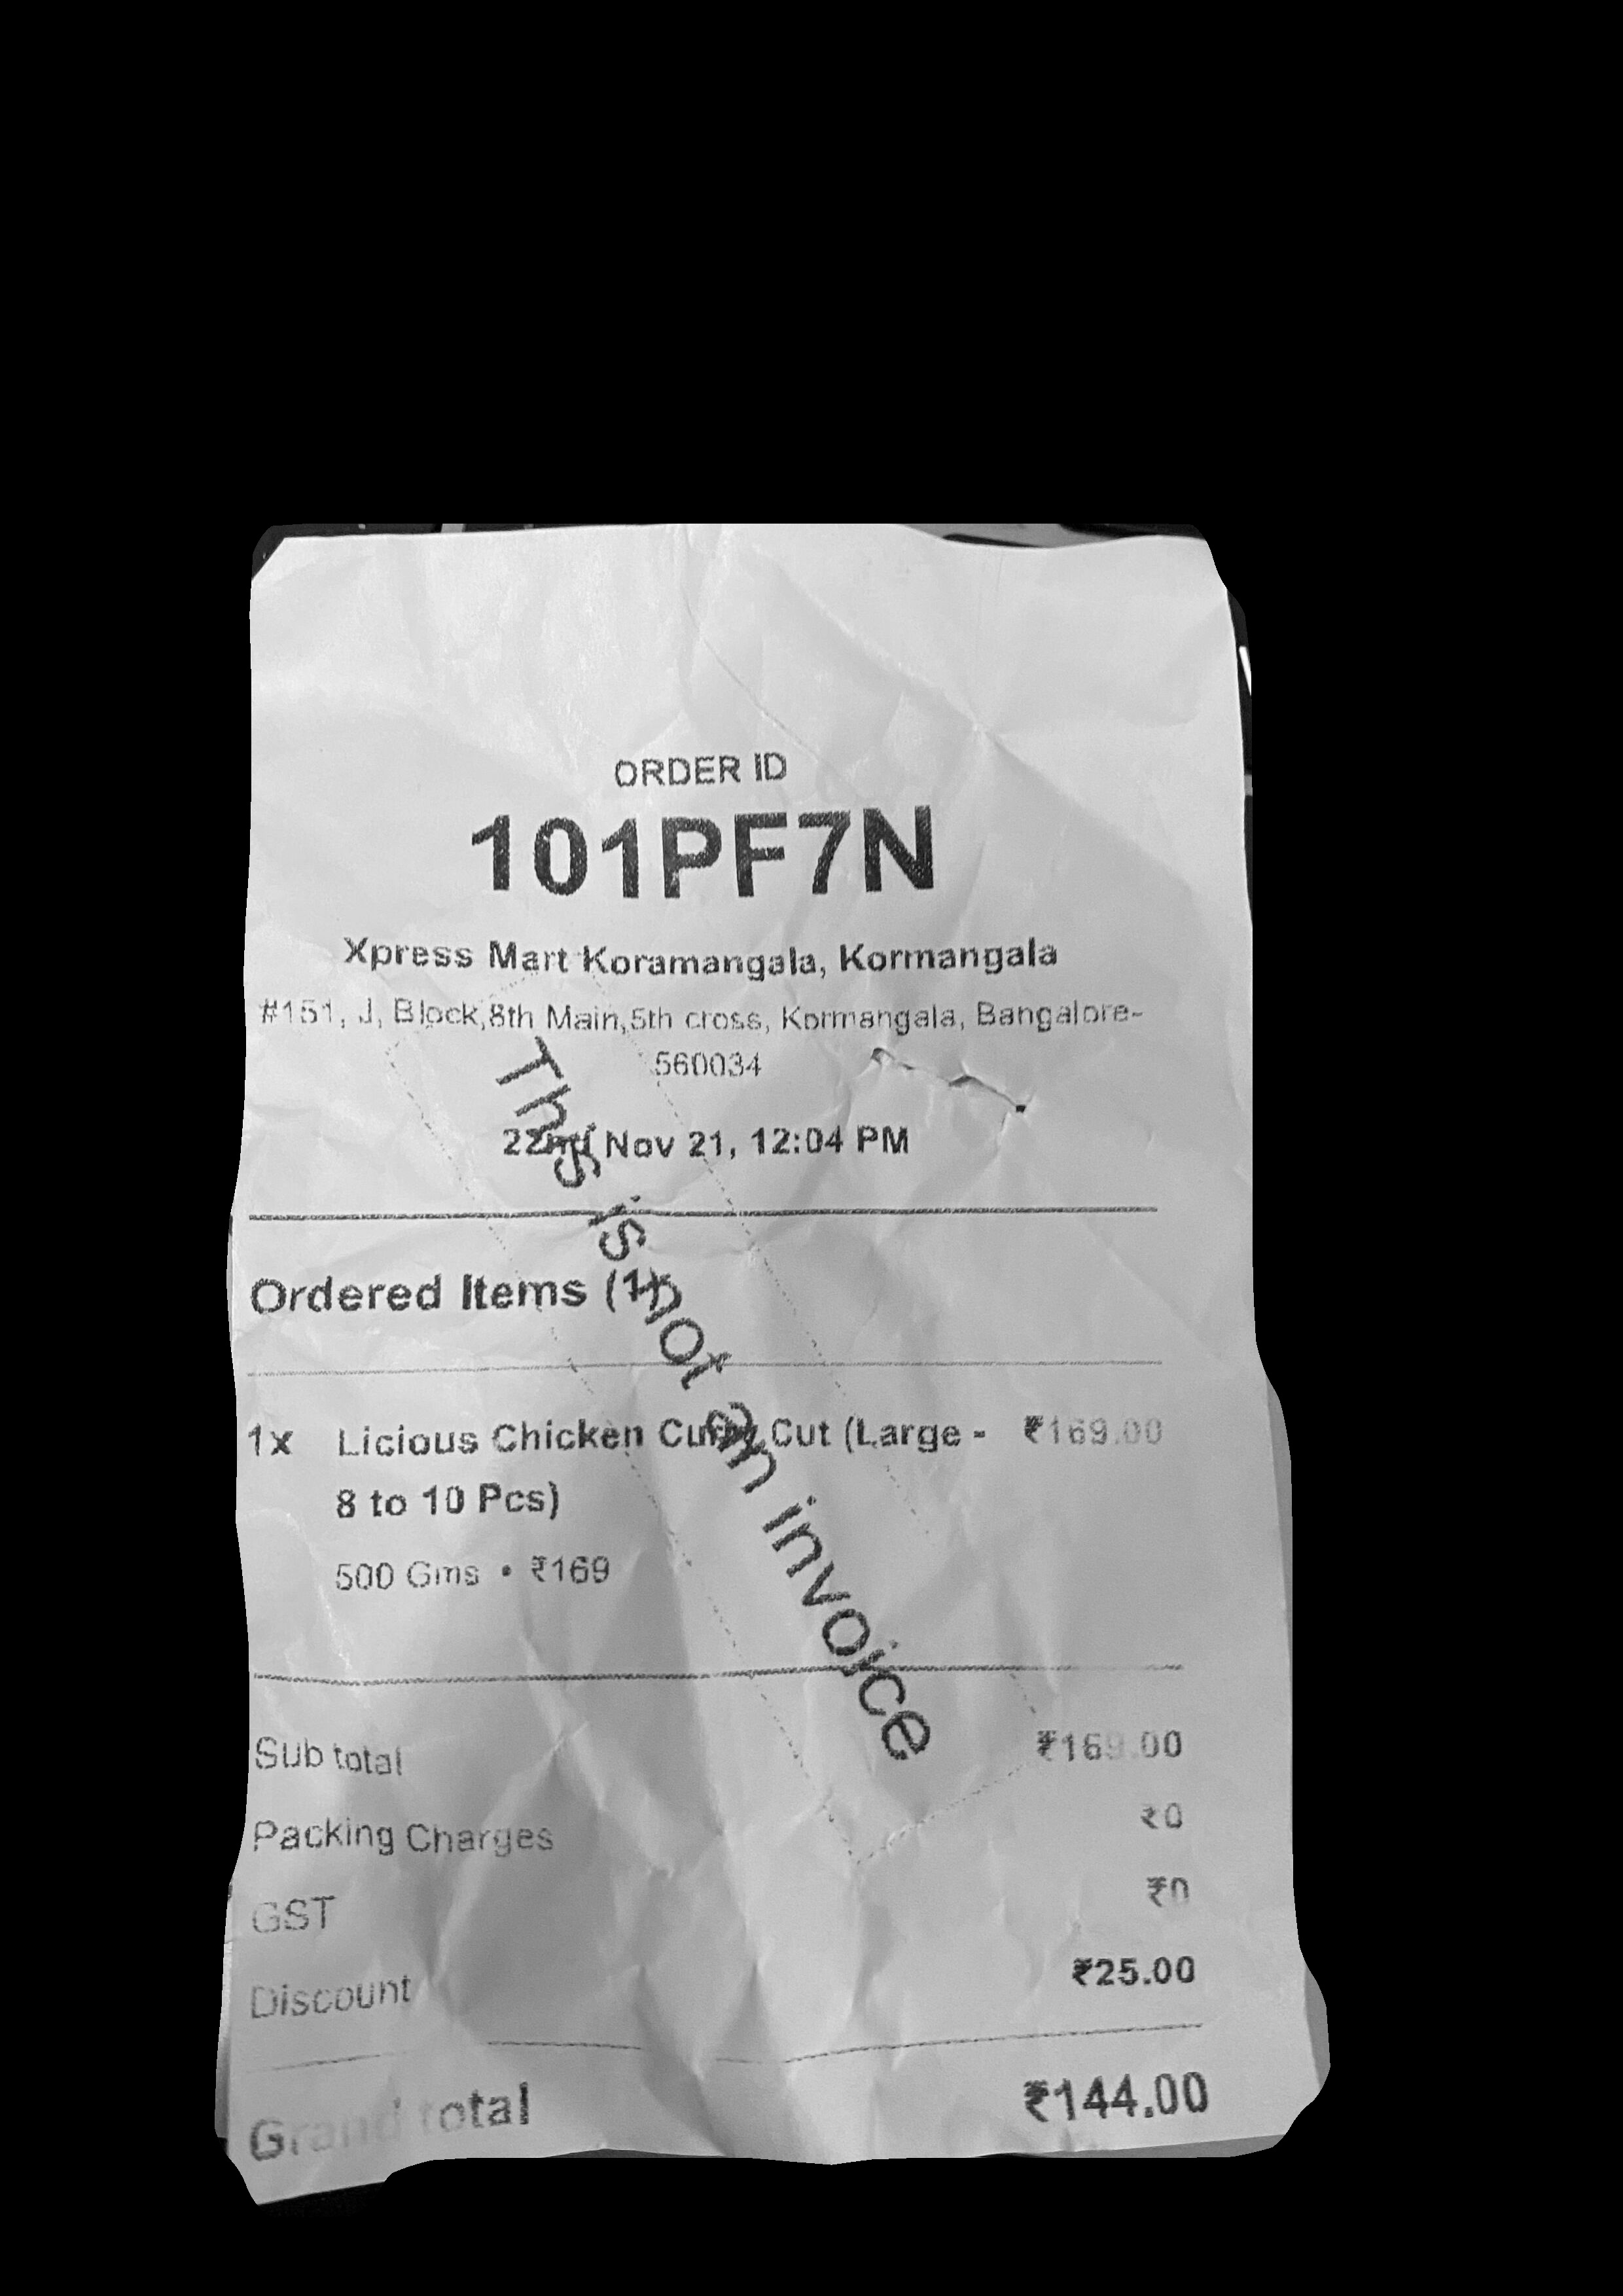 ORDER ID
101PF7N
Xpress Mart Koramangala, Kormangala
#151, J, Block,8th Main,5th cross, Kormangala, Bangalore-
560034
22nd Nov 21, 12:04 PM
This is not an invoice
Ordered Items (1)
1x Licious Chicken Curry Cut (Large - ₹169.00
8 to 10 Pcs)
500 Gms • ₹169
Sub total ₹169.00
Packing Charges ₹0
GST ₹0
Discount ₹25.00
Grand total ₹144.00